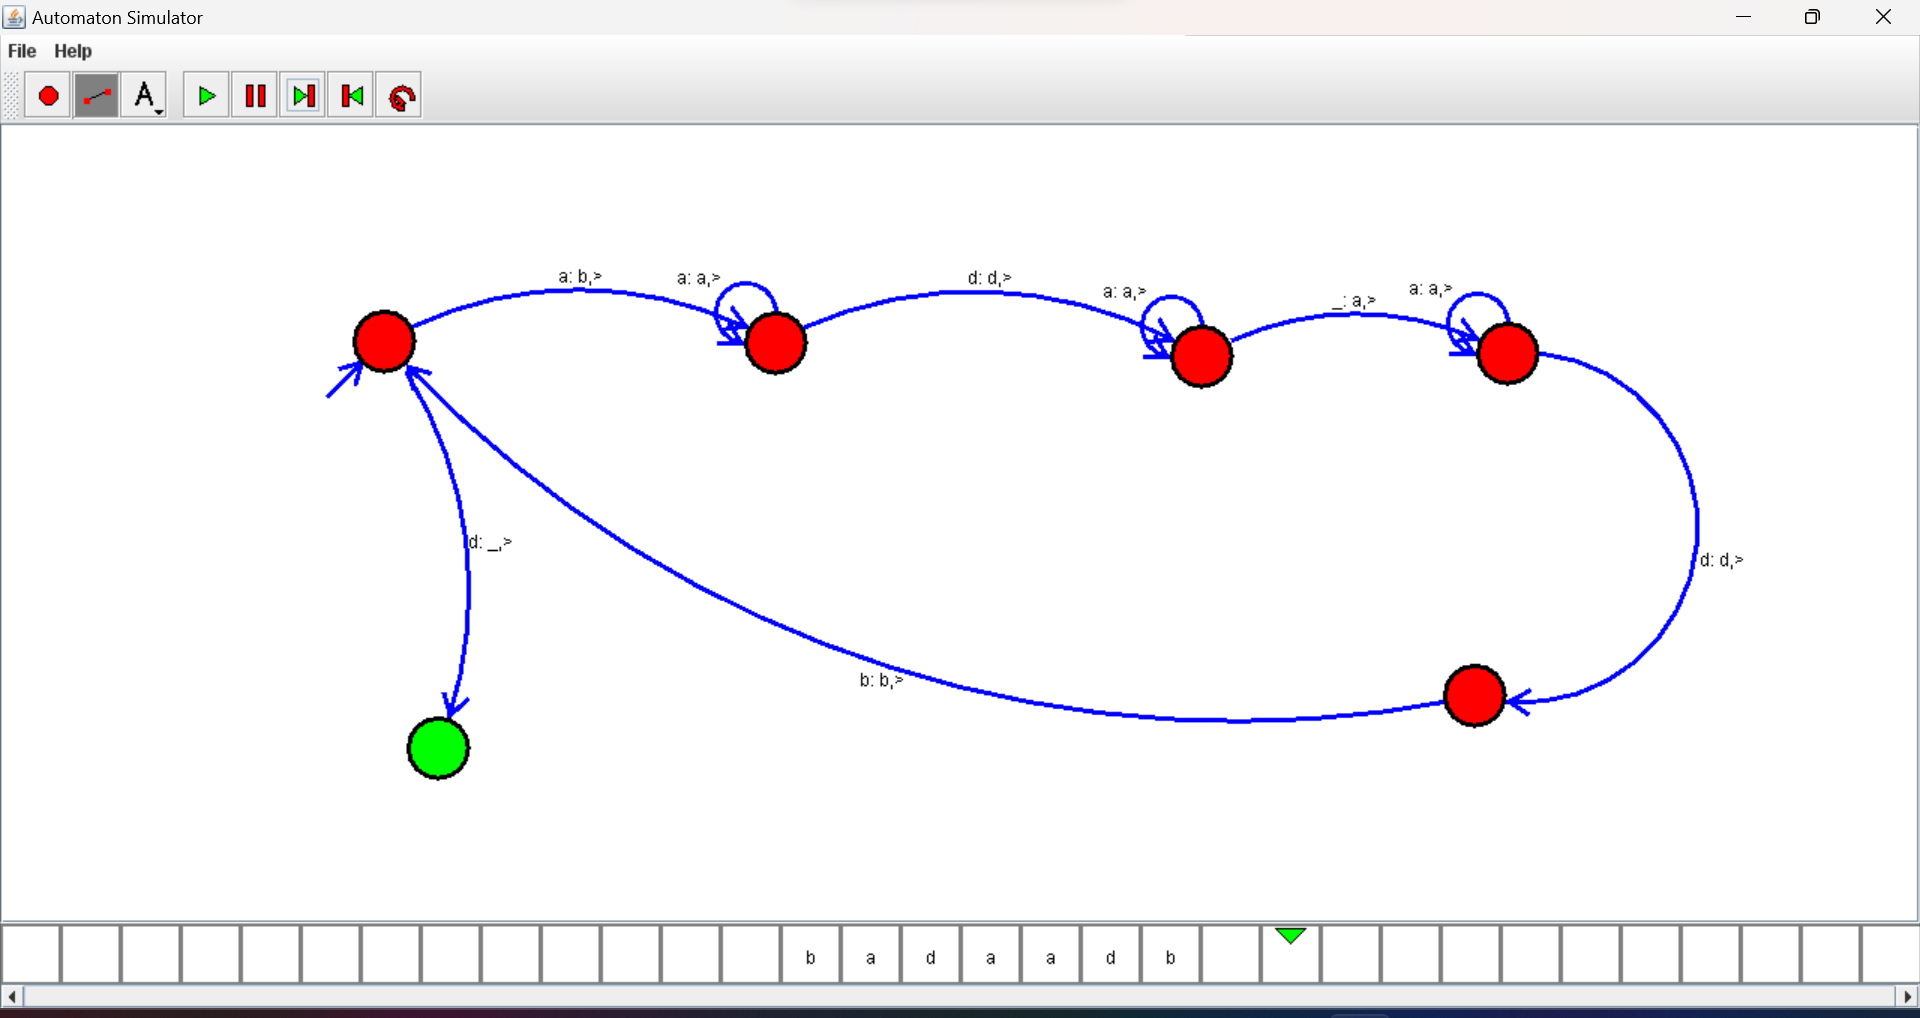 Automaton Simulator
File Help
A
a: b,>
a: a,>
d: d,>
a: a,>
_: a,>
a: a,>
d: _,>
d: d,>
b: b,>
b a d a a d b